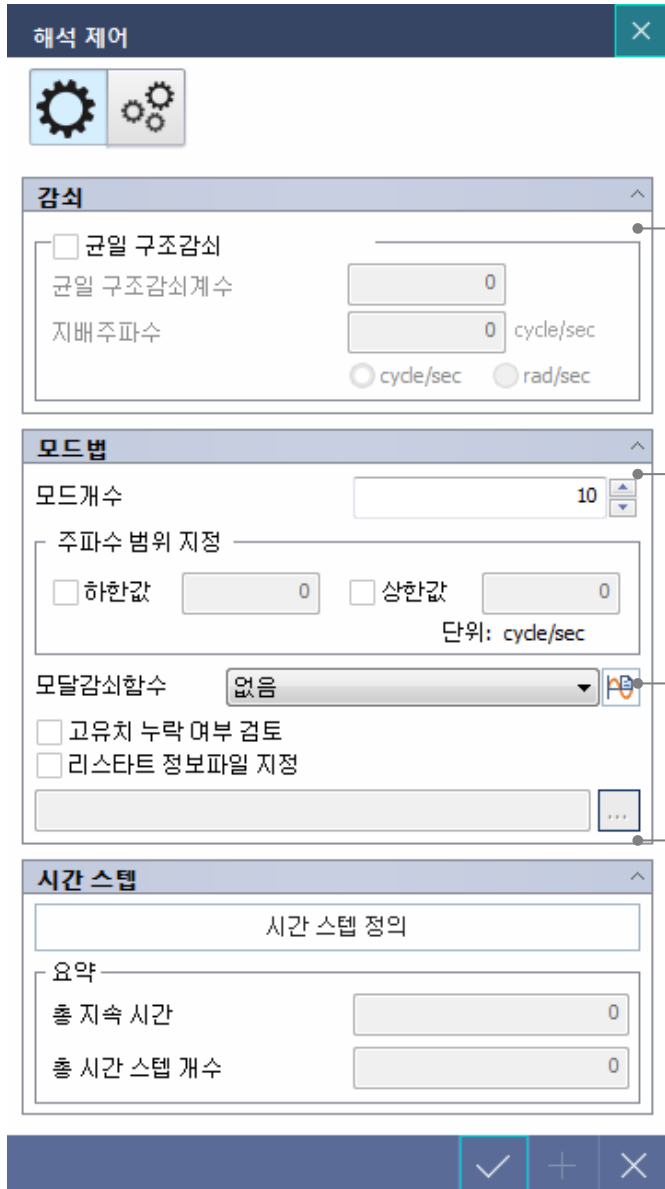 해석 제어
감쇠
균일 구조감쇠
균일 구조감쇠계수 0
지배주파수 0 cycle/sec
cycle/sec rad/sec
모드법
모드개수 10
주파수 범위 지정
하한값 0 상한값 0
단위: cycle/sec
모달감쇠함수 없음
고유치 누락 여부 검토
리스타트 정보파일 지정
...
시간 스텝
시간 스텝 정의
요약
총 지속 시간 0
총 시간 스텝 개수 0